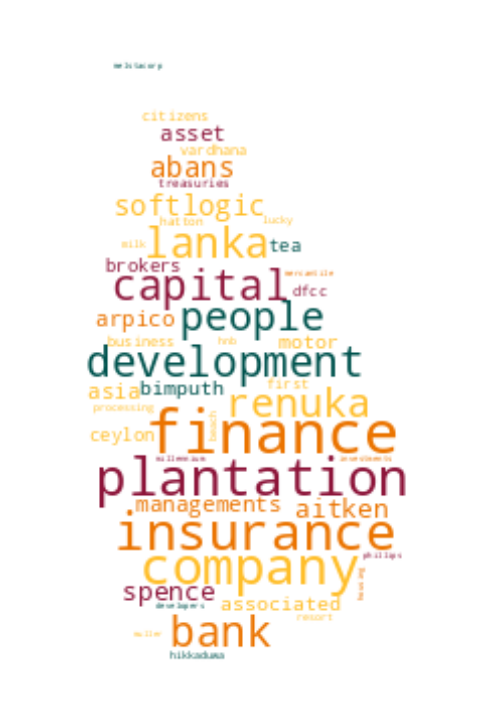 melstacorp
citizens
asset
vardhana
abans
treasuries
softlogic
hatton lucky
milk lanka tea
brokers mercantile
capital dfcc
arpico people
business hnb motor
development
asia bimputh first
renuka
processing beach
ceylon finance
millennium investments
plantation
managements aitken
insurance
phillips
company housing
spence
developers associated
resort
bank
hikkaduwa